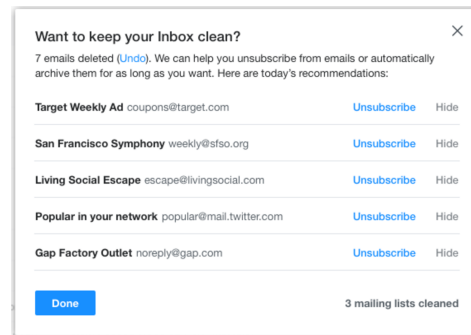 Want to keep your Inbox clean?
7 emails deleted (Undo). We can help you unsubscribe from emails or automatically
archive them for as long as you want. Here are today's recommendations:
Target Weekly Ad coupons@target.com Unsubscribe Hide
San Francisco Symphony weekly@sfso.org Unsubscribe Hide
Living Social Escape escape@livingsocial.com Unsubscribe Hide
Popular in your network popular@mail.twitter.com Unsubscribe Hide
Gap Factory Outlet noreply@gap.com Unsubscribe Hide
Done 3 mailing lists cleaned